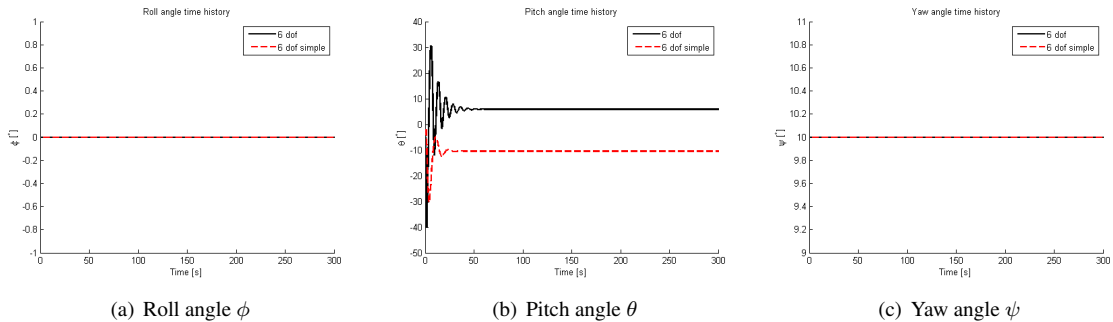 Roll angle time history
6 dof
6 dof simple
1
0.8
0.6
0.4
0.2
0
-0.2
-0.4
-0.6
-0.8
-1
ϕ [°]
0 50 100 150 200 250 300
Time [s]
(a) Roll angle ϕ
Pitch angle time history
6 dof
6 dof simple
40
30
20
10
0
-10
-20
-30
-40
-50
θ [°]
0 50 100 150 200 250 300
Time [s]
(b) Pitch angle θ
Yaw angle time history
6 dof
6 dof simple
11
10.8
10.6
10.4
10.2
10
9.8
9.6
9.4
9.2
9
ψ [°]
0 50 100 150 200 250 300
Time [s]
(c) Yaw angle ψ